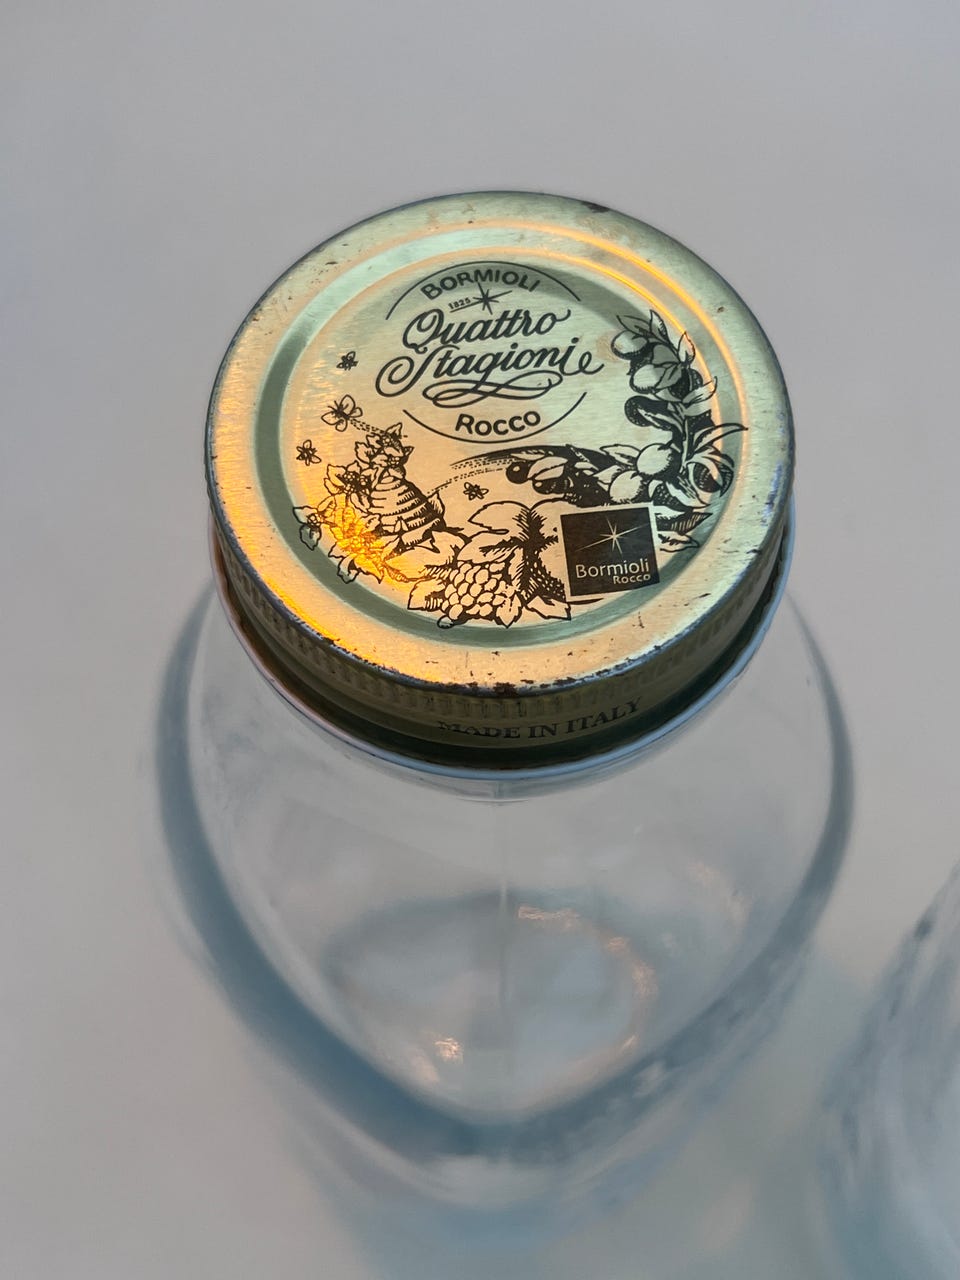 BORMIOLI
1825
Quattro
Stagioni
ROCCO
Bormioli
Rocco
MADE IN ITALY